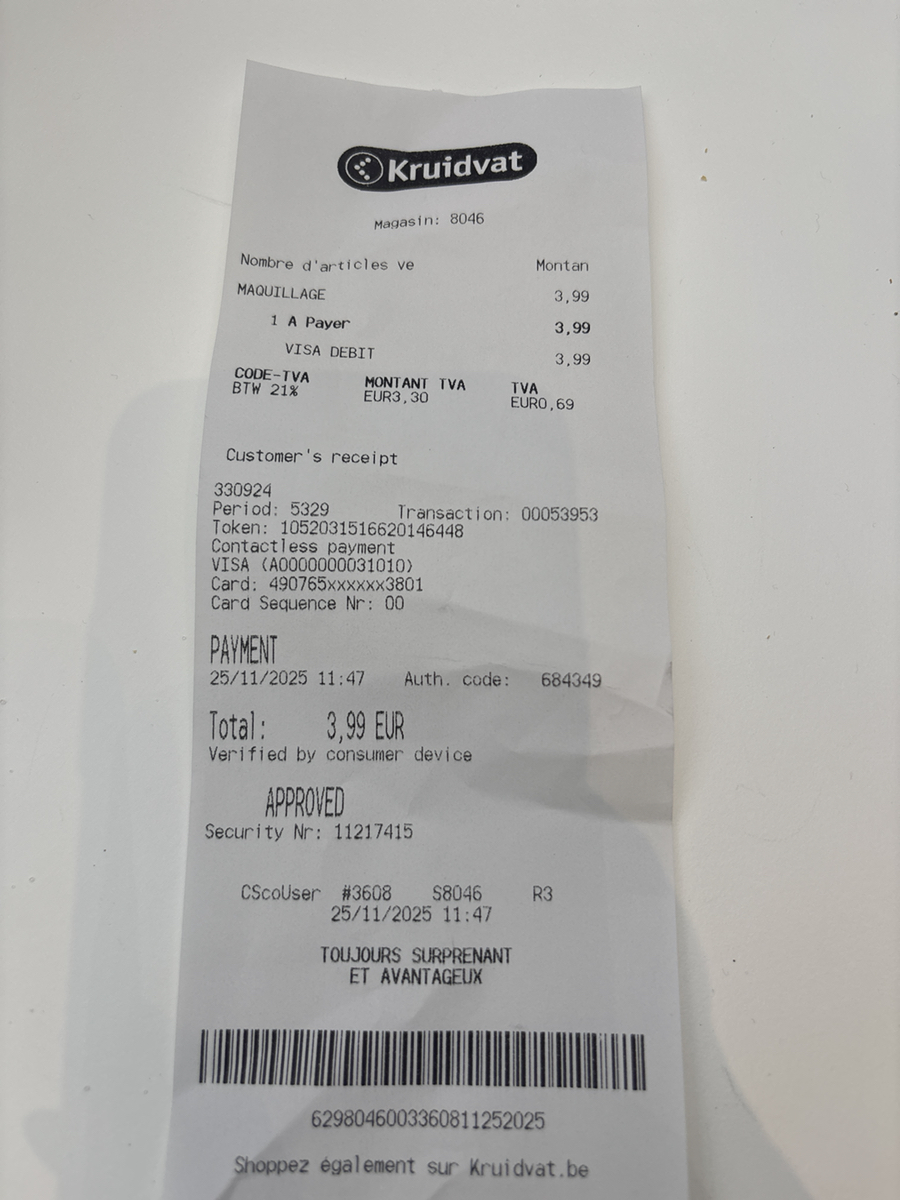 Kruidvat
Magasin: 8046
Nombre d'articles ve Montan
MAQUILLAGE 3,99
1 A Payer 3,99
VISA DEBIT 3,99
CODE-TVA MONTANT TVA TVA
BTW 21% EUR3,30 EUR0,69
Customer's receipt
330924
Period: 5329 Transaction: 00053953
Token: 1052031516620146448
Contactless payment
VISA (A0000000031010)
Card: 490765xxxxxx3801
Card Sequence Nr: 00
PAYMENT
25/11/2025 11:47 Auth. code: 684349
Total: 3,99 EUR
Verified by consumer device
APPROVED
Security Nr: 11217415
CScoUser #3608 S8046 R3
25/11/2025 11:47
TOUJOURS SURPRENANT
ET AVANTAGEUX
6298046003360811252025
Shoppez également sur Kruidvat.be